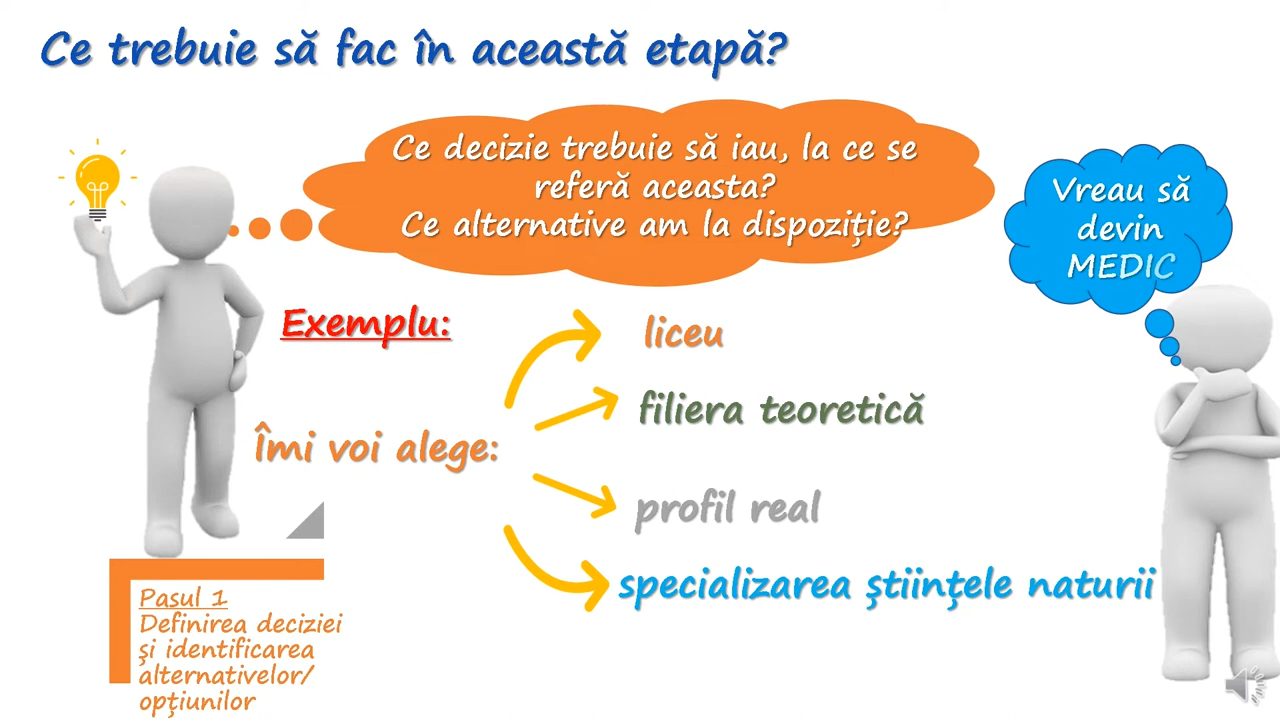 Ce trebuie să fac în această etapă?
Ce decizie trebuie să iau, la ce se
referă aceasta?
Ce alternative am la dispoziție?
Vreau să
devin
MEDIC
Exemplu:
Îmi voi alege:
liceu
filiera teoretică
profil real
specializarea științele naturii
Pasul 1
Definirea deciziei
și identificarea
alternativelor/
opțiunilor